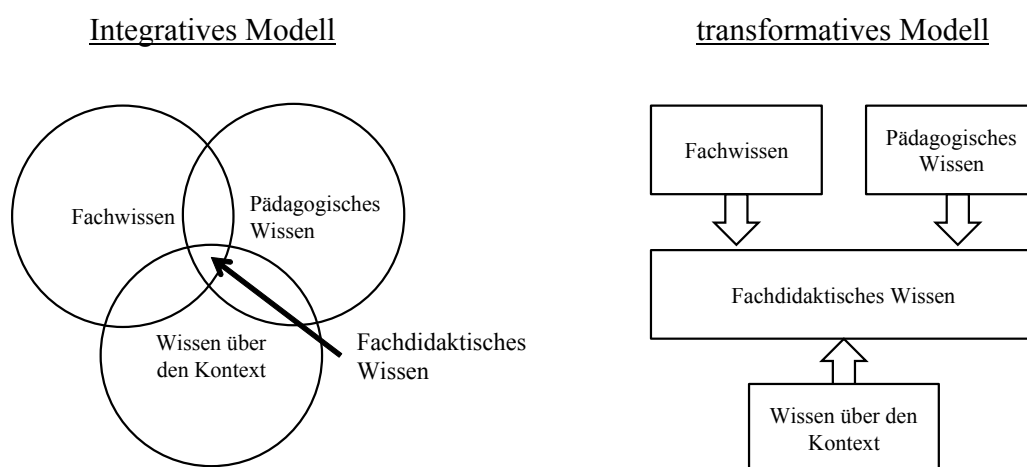 Integratives Modell
Fachwissen
Pädagogisches
Wissen
Wissen über
den Kontext
Fachdidaktisches
Wissen
transformatives Modell
Fachwissen
Pädagogisches
Wissen
Fachdidaktisches Wissen
Wissen über den
Kontext